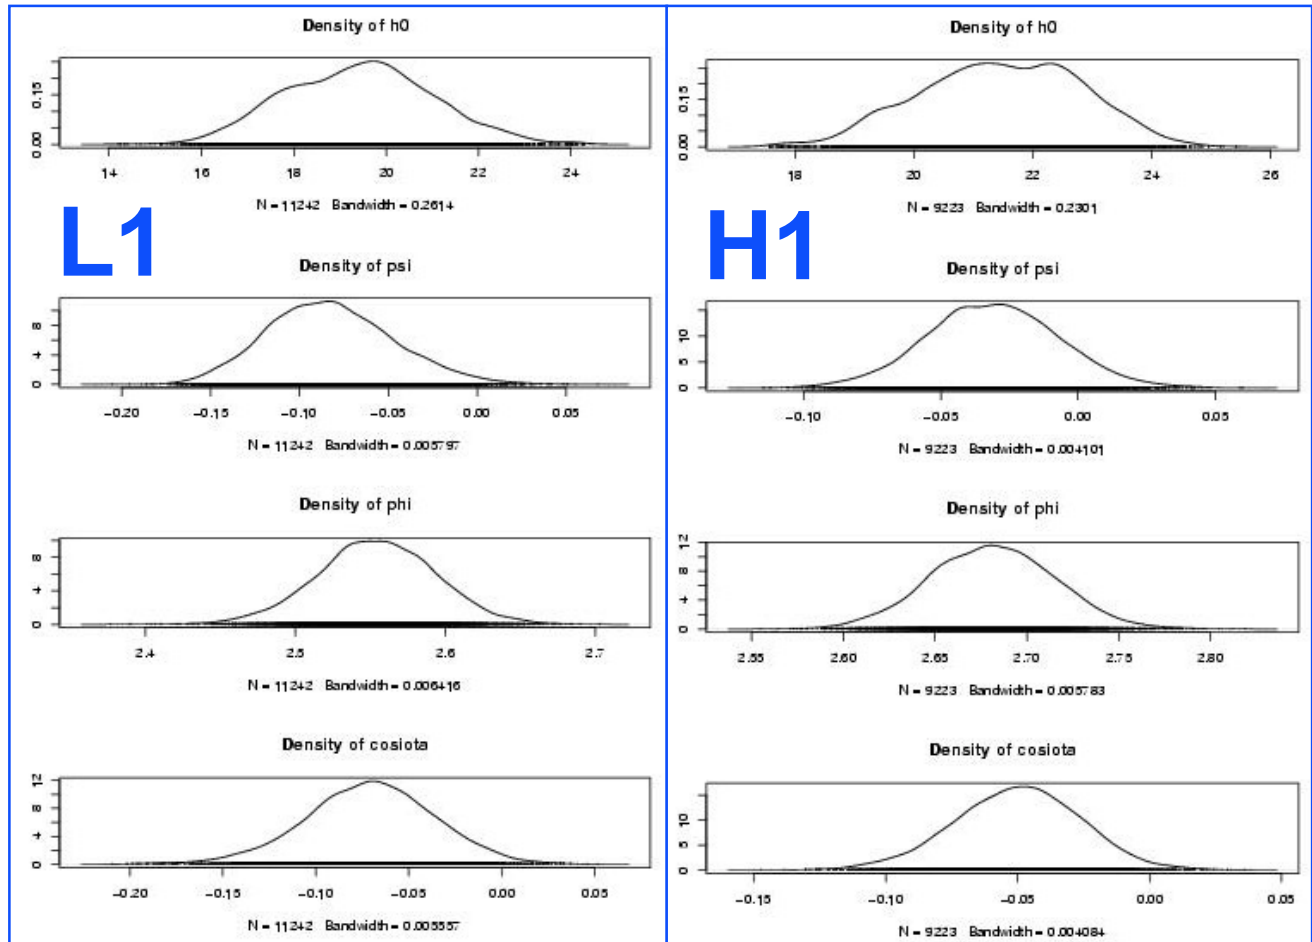 Density of h0
0.00 0.15
14 16 18 20 22 24
N = 11242 Bandwidth = 0.2614
L1
Density of psi
0 4 8
-0.20 -0.15 -0.10 -0.05 0.00 0.05
N = 11242 Bandwidth = 0.005797
Density of phi
0 4 8
2.4 2.5 2.6 2.7
N = 11242 Bandwidth = 0.006416
Density of cosiota
0 4 8 12
-0.20 -0.15 -0.10 -0.05 0.00 0.05
N = 11242 Bandwidth = 0.005557
Density of h0
0.00 0.15
18 20 22 24 26
N = 9223 Bandwidth = 0.2301
H1
Density of psi
0 5 10
-0.10 -0.05 0.00 0.05
N = 9223 Bandwidth = 0.004101
Density of phi
0 4 8 12
2.55 2.60 2.65 2.70 2.75 2.80
N = 9223 Bandwidth = 0.005783
Density of cosiota
0 5 10
-0.15 -0.10 -0.05 0.00 0.05
N = 9223 Bandwidth = 0.004084